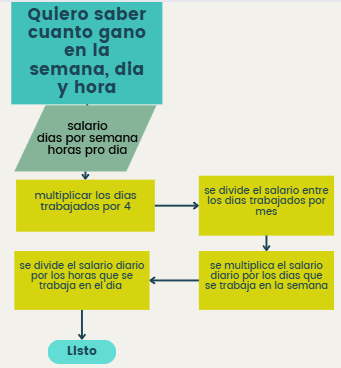 Quiero saber
cuanto gano
en la
semana, dia
y hora
salario
dias por semana
horas pro dia
multiplicar los dias
trabajados por 4
se divide el salario entre
los dias trabajados por
mes
se multiplica el salario
diario por los dias que
se trabaja en la semana
se divide el salario diario
por los horas que se
trabaja en el dia
Listo